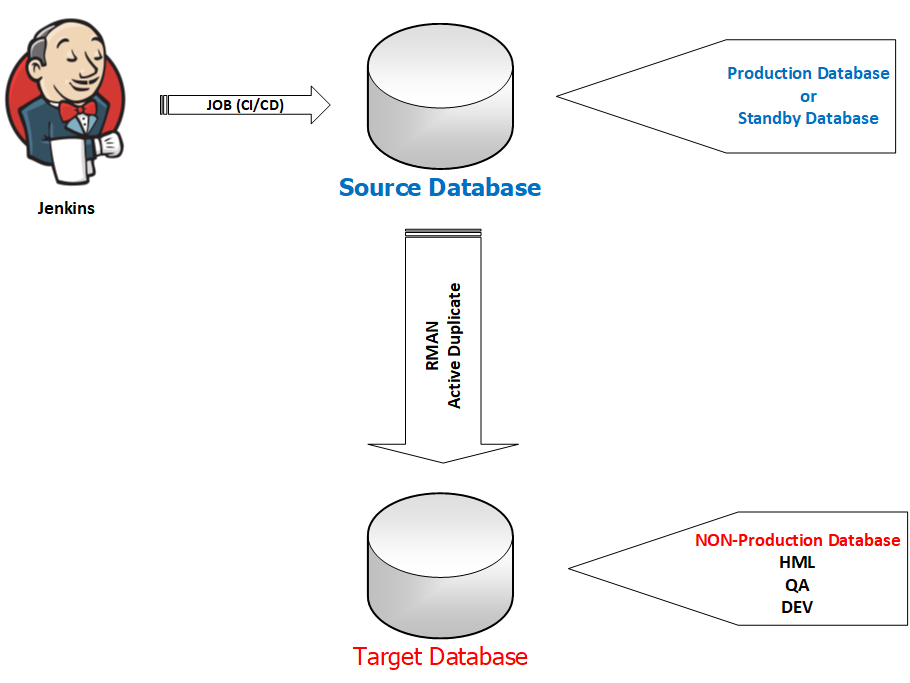 Jenkins
JOB (CI/CD)
Source Database
Production Database
or
Standby Database
RMAN
Active Duplicate
Target Database
NON-Production Database
HML
QA
DEV